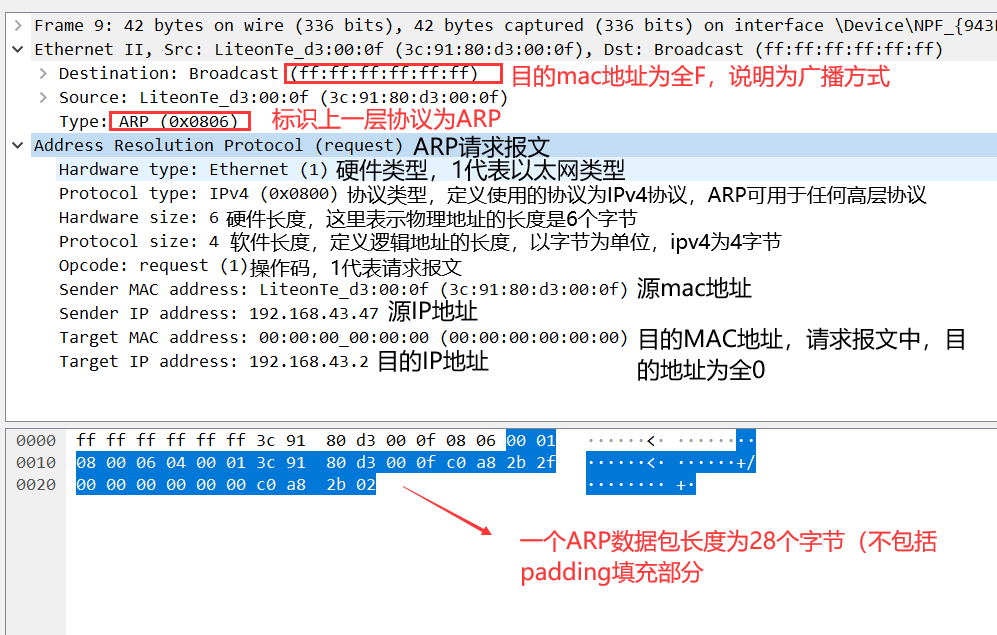 Frame 9: 42 bytes on wire (336 bits), 42 bytes captured (336 bits) on interface \Device\NPF_{943
Ethernet II, Src: LiteonTe_d3:00:0f (3c:91:80:d3:00:0f), Dst: Broadcast (ff:ff:ff:ff:ff:ff)
Destination: Broadcast (ff:ff:ff:ff:ff:ff) 目的mac地址为全F，说明为广播方式
Source: LiteonTe_d3:00:0f (3c:91:80:d3:00:0f)
Type: ARP (0x0806) 标识上一层协议为ARP
Address Resolution Protocol (request) ARP请求报文
Hardware type: Ethernet (1) 硬件类型，1代表以太网类型
Protocol type: IPv4 (0x0800) 协议类型，定义使用的协议为IPv4协议，ARP可用于任何高层协议
Hardware size: 6 硬件长度，这里表示物理地址的长度是6个字节
Protocol size: 4 软件长度，定义逻辑地址的长度，以字节为单位，ipv4为4字节
Opcode: request (1)操作码，1代表请求报文
Sender MAC address: LiteonTe_d3:00:0f (3c:91:80:d3:00:0f) 源mac地址
Sender IP address: 192.168.43.47 源IP地址
Target MAC address: 00:00:00_00:00:00 (00:00:00:00:00:00) 目的MAC地址，请求报文中，目
的地址为全0
Target IP address: 192.168.43.2 目的IP地址
0000 ff ff ff ff ff ff 3c 91 80 d3 00 0f 08 06 00 01 ······<· ········
0010 08 00 06 04 00 01 3c 91 80 d3 00 0f c0 a8 2b 2f ······<· ······+/
0020 00 00 00 00 00 00 c0 a8 2b 02 ········ +·
一个ARP数据包长度为28个字节（不包括
padding填充部分